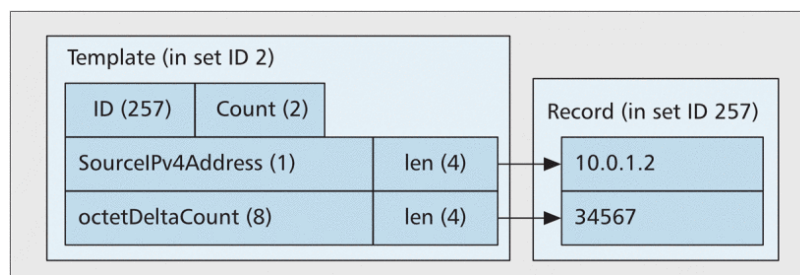 Template (in set ID 2)
ID (257) Count (2)
SourceIPv4Address (1) len (4)
octetDeltaCount (8) len (4)
Record (in set ID 257)
10.0.1.2
34567